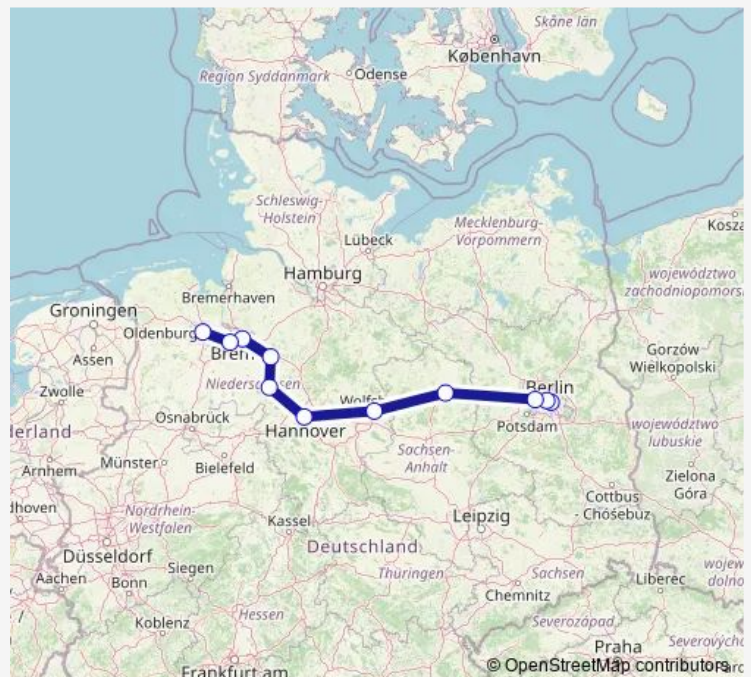 Skåne län
København
Region Syddanmark
Odense
Schleswig-
Holstein
Lübeck
Mecklenburg-
Vorpommern
Hamburg
województwo
Groningen
Bremerhaven
Oldenburg
Assen
Gorzów
Wielkopolski
Zwolle
Berlin
Hannover
Potsdam
województwo
lubuskie
Osnabrück
Sachsen-
Anhalt
Arnhem
Münster
Bielefeld
Zielona
Góra
Cottbus
- Chóśebuz
Nordrhein-
Westfalen
Kassel
Leipzig
Düsseldorf
Deutschland
Aachen
Siegen
Thüringen
Sachsen
Liberec
Bonn
Chemnitz
Koblenz
Hessen
Severozápad
Praha
Frankfurt am
© OpenStreetMap contributors